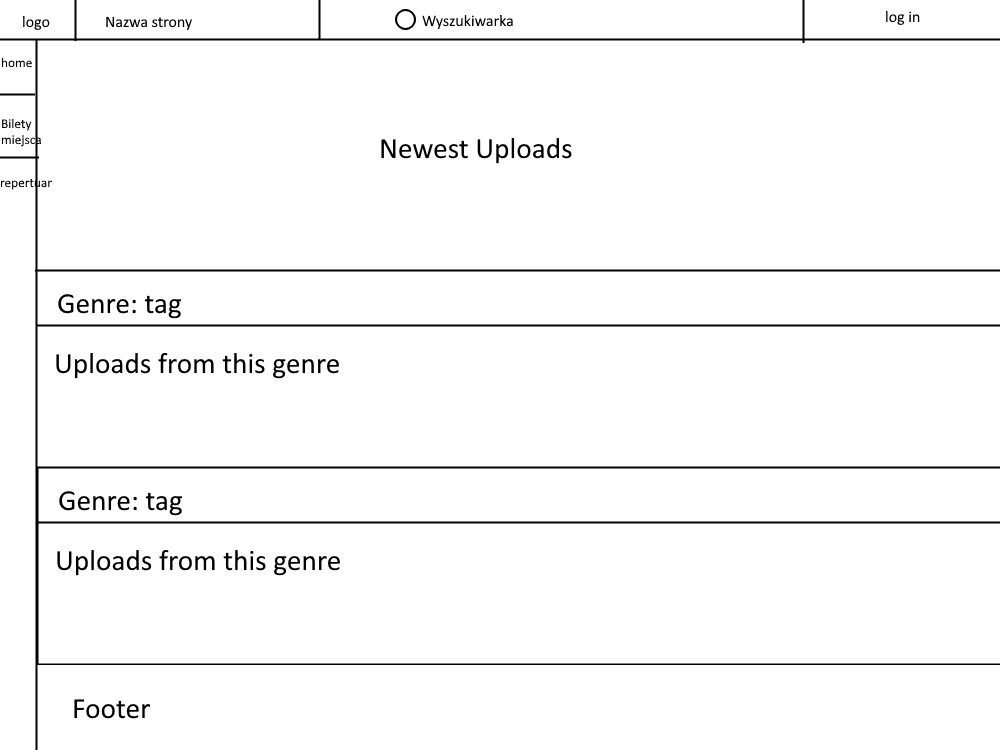 logo
Nazwa strony
Wyszukiwarka
log in
home
Bilety
miejsca
repertuar
Newest Uploads
Genre: tag
Uploads from this genre
Genre: tag
Uploads from this genre
Footer